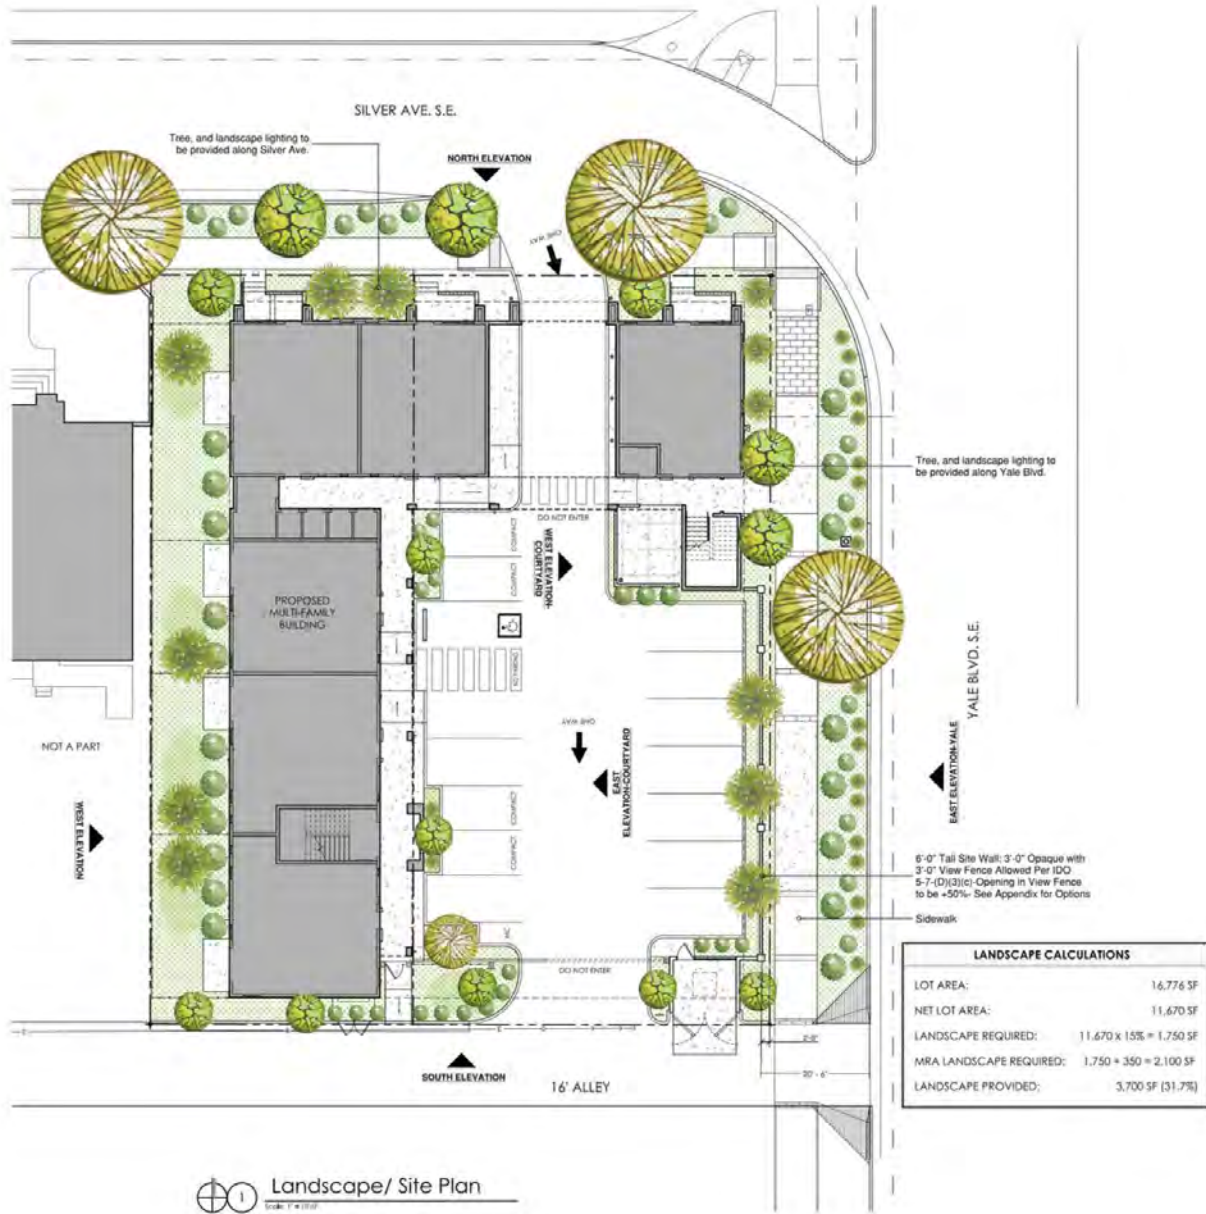 SILVER AVE. S.E.
Tree, and landscape lighting to
be provided along Silver Ave.
NORTH ELEVATION
ONE WAY
Tree, and landscape lighting to
be provided along Yale Blvd.
DO NOT ENTER
COMPACT
COMPACT
WEST ELEVATION-
COURTYARD
PROPOSED
MULTI-FAMILY
BUILDING
NO PARKING
YALE BLVD. S.E.
NOT A PART
ONE WAY
EAST
ELEVATION-COURTYARD
EAST ELEVATION-YALE
WEST ELEVATION
COMPACT
COMPACT
6'-0" Tall Site Wall: 3'-0" Opaque with
3'-0" View Fence Allowed Per IDO
5-7-(D)(3)(c)-Opening in View Fence
to be +50%- See Appendix for Options
Sidewalk
MC
DO NOT ENTER
LANDSCAPE CALCULATIONS
LOT AREA: 16,776 SF
NET LOT AREA: 11,670 SF
LANDSCAPE REQUIRED: 11,670 x 15% = 1,750 SF
MRA LANDSCAPE REQUIRED: 1,750 + 350 = 2,100 SF
LANDSCAPE PROVIDED: 3,700 SF (31.7%)
20' - 6"
SOUTH ELEVATION
16' ALLEY
1
Landscape/ Site Plan